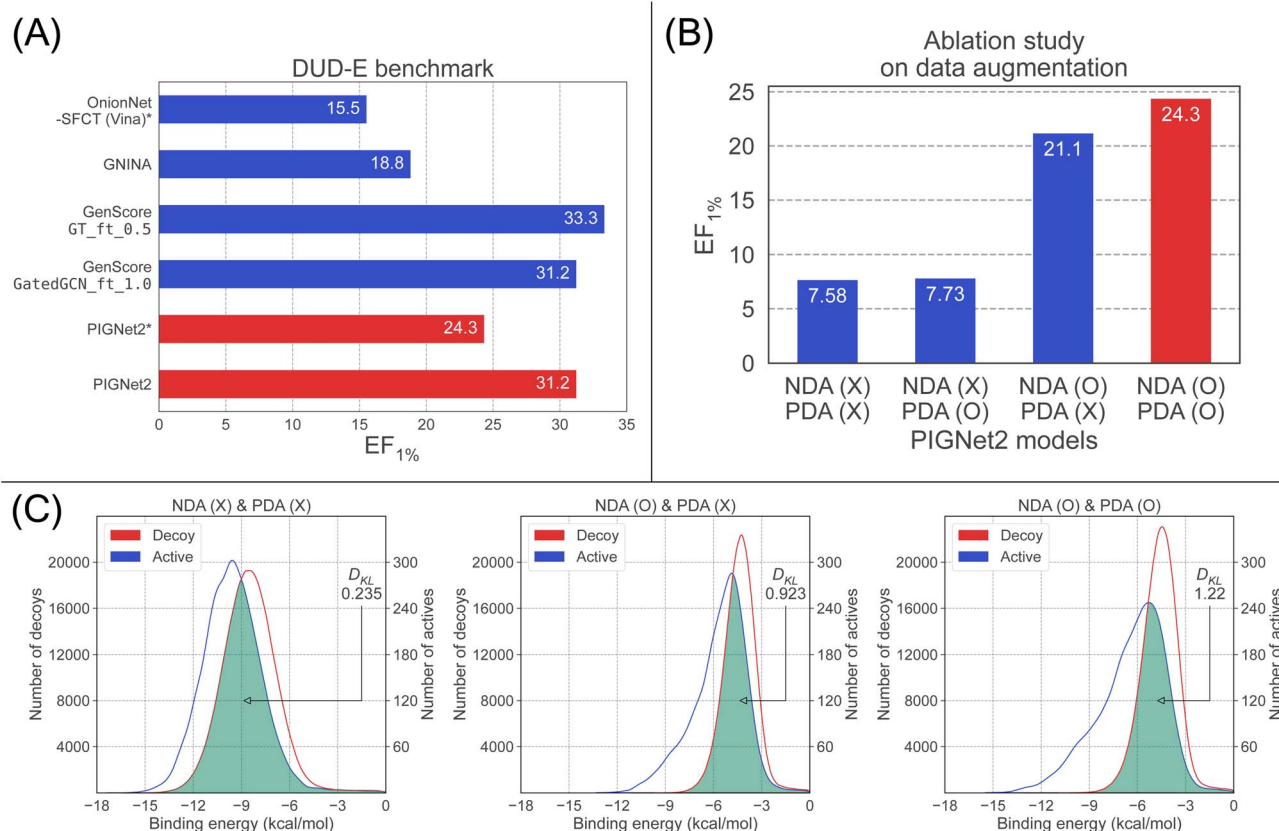 (A)
DUD-E benchmark
OnionNet
-SFCT (Vina)*
15.5
GNINA
18.8
GenScore
GT_ft_0.5
33.3
GenScore
GatedGCN_ft_1.0
31.2
PIGNet2*
24.3
PIGNet2
31.2
0 5 10 15 20 25 30 35
EF1%
(B)
Ablation study
on data augmentation
EF1%
25
20
15
10
5
0
7.58
7.73
21.1
24.3
NDA (X) NDA (X) NDA (O) NDA (O)
PDA (X) PDA (O) PDA (X) PDA (O)
PIGNet2 models
(C)
NDA (X) & PDA (X)
Decoy
Active
DKL
0.235
Number of decoys
20000
16000
12000
8000
4000
300
240
180
120
60
Number of actives
−18 −15 −12 −9 −6 −3 0
Binding energy (kcal/mol)
NDA (O) & PDA (X)
Decoy
Active
DKL
0.923
Number of decoys
20000
16000
12000
8000
4000
300
240
180
120
60
Number of actives
−18 −15 −12 −9 −6 −3 0
Binding energy (kcal/mol)
NDA (O) & PDA (O)
Decoy
Active
DKL
1.22
Number of decoys
20000
16000
12000
8000
4000
300
240
180
120
60
Number of actives
−18 −15 −12 −9 −6 −3 0
Binding energy (kcal/mol)